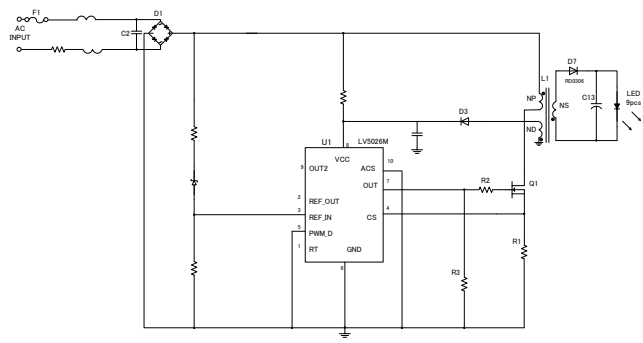 F1
D1
AC
INPUT
C2
L1
D7
RD0306
NP
NS
C13
LED
9pcs
D3
ND
U1
LV5026M
8
VCC
9
OUT2
10
ACS
7
OUT
R2
Q1
2
REF_OUT
3
REF_IN
4
CS
5
PWM_D
1
RT
GND
6
R1
R3